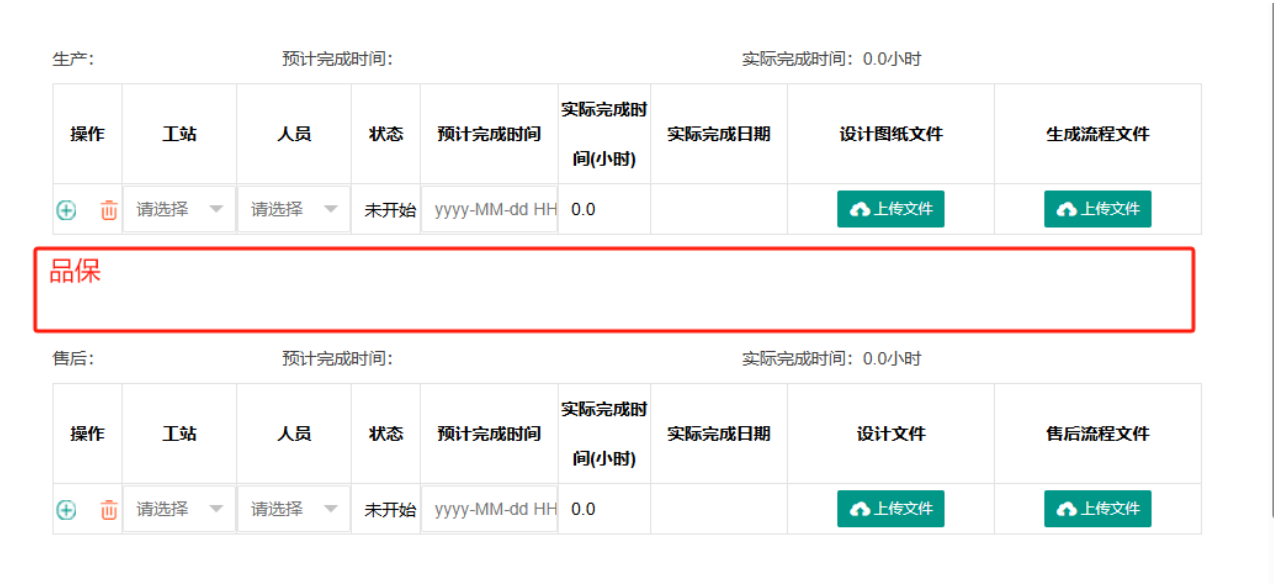 生产： 预计完成时间： 实际完成时间：0.0小时
操作 工站 人员 状态 预计完成时间 实际完成时间(小时) 实际完成日期 设计图纸文件 生成流程文件
请选择 请选择 未开始 yyyy-MM-dd HH 0.0 上传文件 上传文件
品保
售后： 预计完成时间： 实际完成时间：0.0小时
操作 工站 人员 状态 预计完成时间 实际完成时间(小时) 实际完成日期 设计文件 售后流程文件
请选择 请选择 未开始 yyyy-MM-dd HH 0.0 上传文件 上传文件